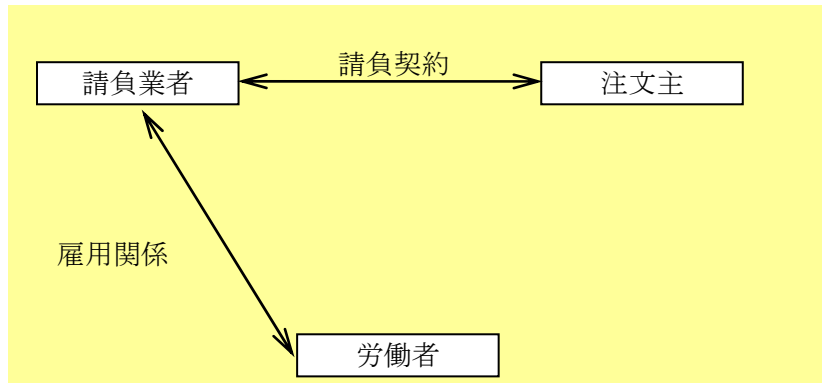 請負契約
請負業者
注文主
雇用関係
労働者